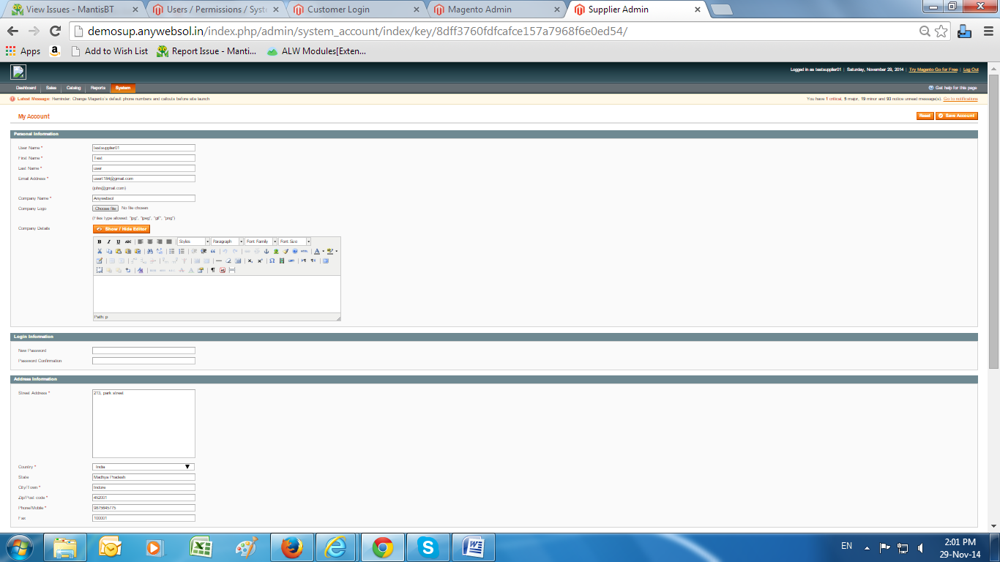 View Issues - MantisBT
Users / Permissions / Syst
Customer Login
Magento Admin
Supplier Admin
demosup.anywebsol.in/index.php/admin/system_account/index/key/8dff3760fdfcafce157a7968f6e0ed54/
Apps
Add to Wish List
Report Issue - Manti...
ALW Modules[Exten...
Logged in as testsupplier01 | Saturday, November 29, 2014 | Try Magento Go for Free | Log Out
Dashboard Sales Catalog Reports System
Get help for this page
Latest Message: Reminder: Change Magento's default phone numbers and callouts before site launch
You have 1 critical, 5 major, 19 minor and 93 notice unread message(s). Go to notifications
My Account
Reset Save Account
Personal Information
User Name * testsupplier01
First Name * Test
Last Name * user
Email Address * usert184@gmail.com
(john@gmail.com)
Company Name * Anywebsol
Company Logo Choose file No file chosen
(Files type allowed: "jpg", "jpeg", "gif", "png")
Company Details Show / Hide Editor
B I U ABC Styles Paragraph Font Family Font Size
HTML
Path: p
Login Information
New Password
Password Confirmation
Address Information
Street Address * 213, park street
Country * India
State Madhya Pradesh
City/Town * Indore
Zip/Post code * 452001
Phone/Mobile * 9875645775
Fax 100001
EN
2:01 PM
29-Nov-14